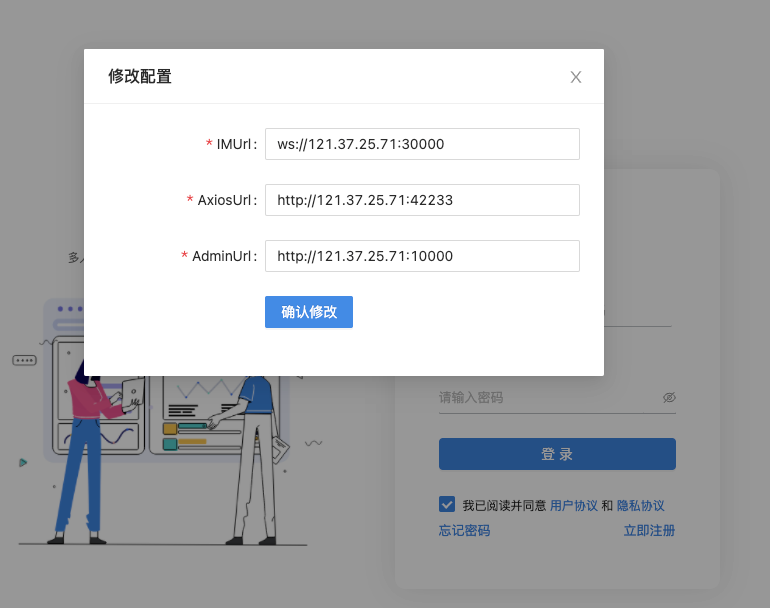 修改配置
* IMUrl: ws://121.37.25.71:30000
* AxiosUrl: http://121.37.25.71:42233
* AdminUrl: http://121.37.25.71:10000
确认修改
多人
请输入密码
登 录
我已阅读并同意 用户协议 和 隐私协议
忘记密码 立即注册